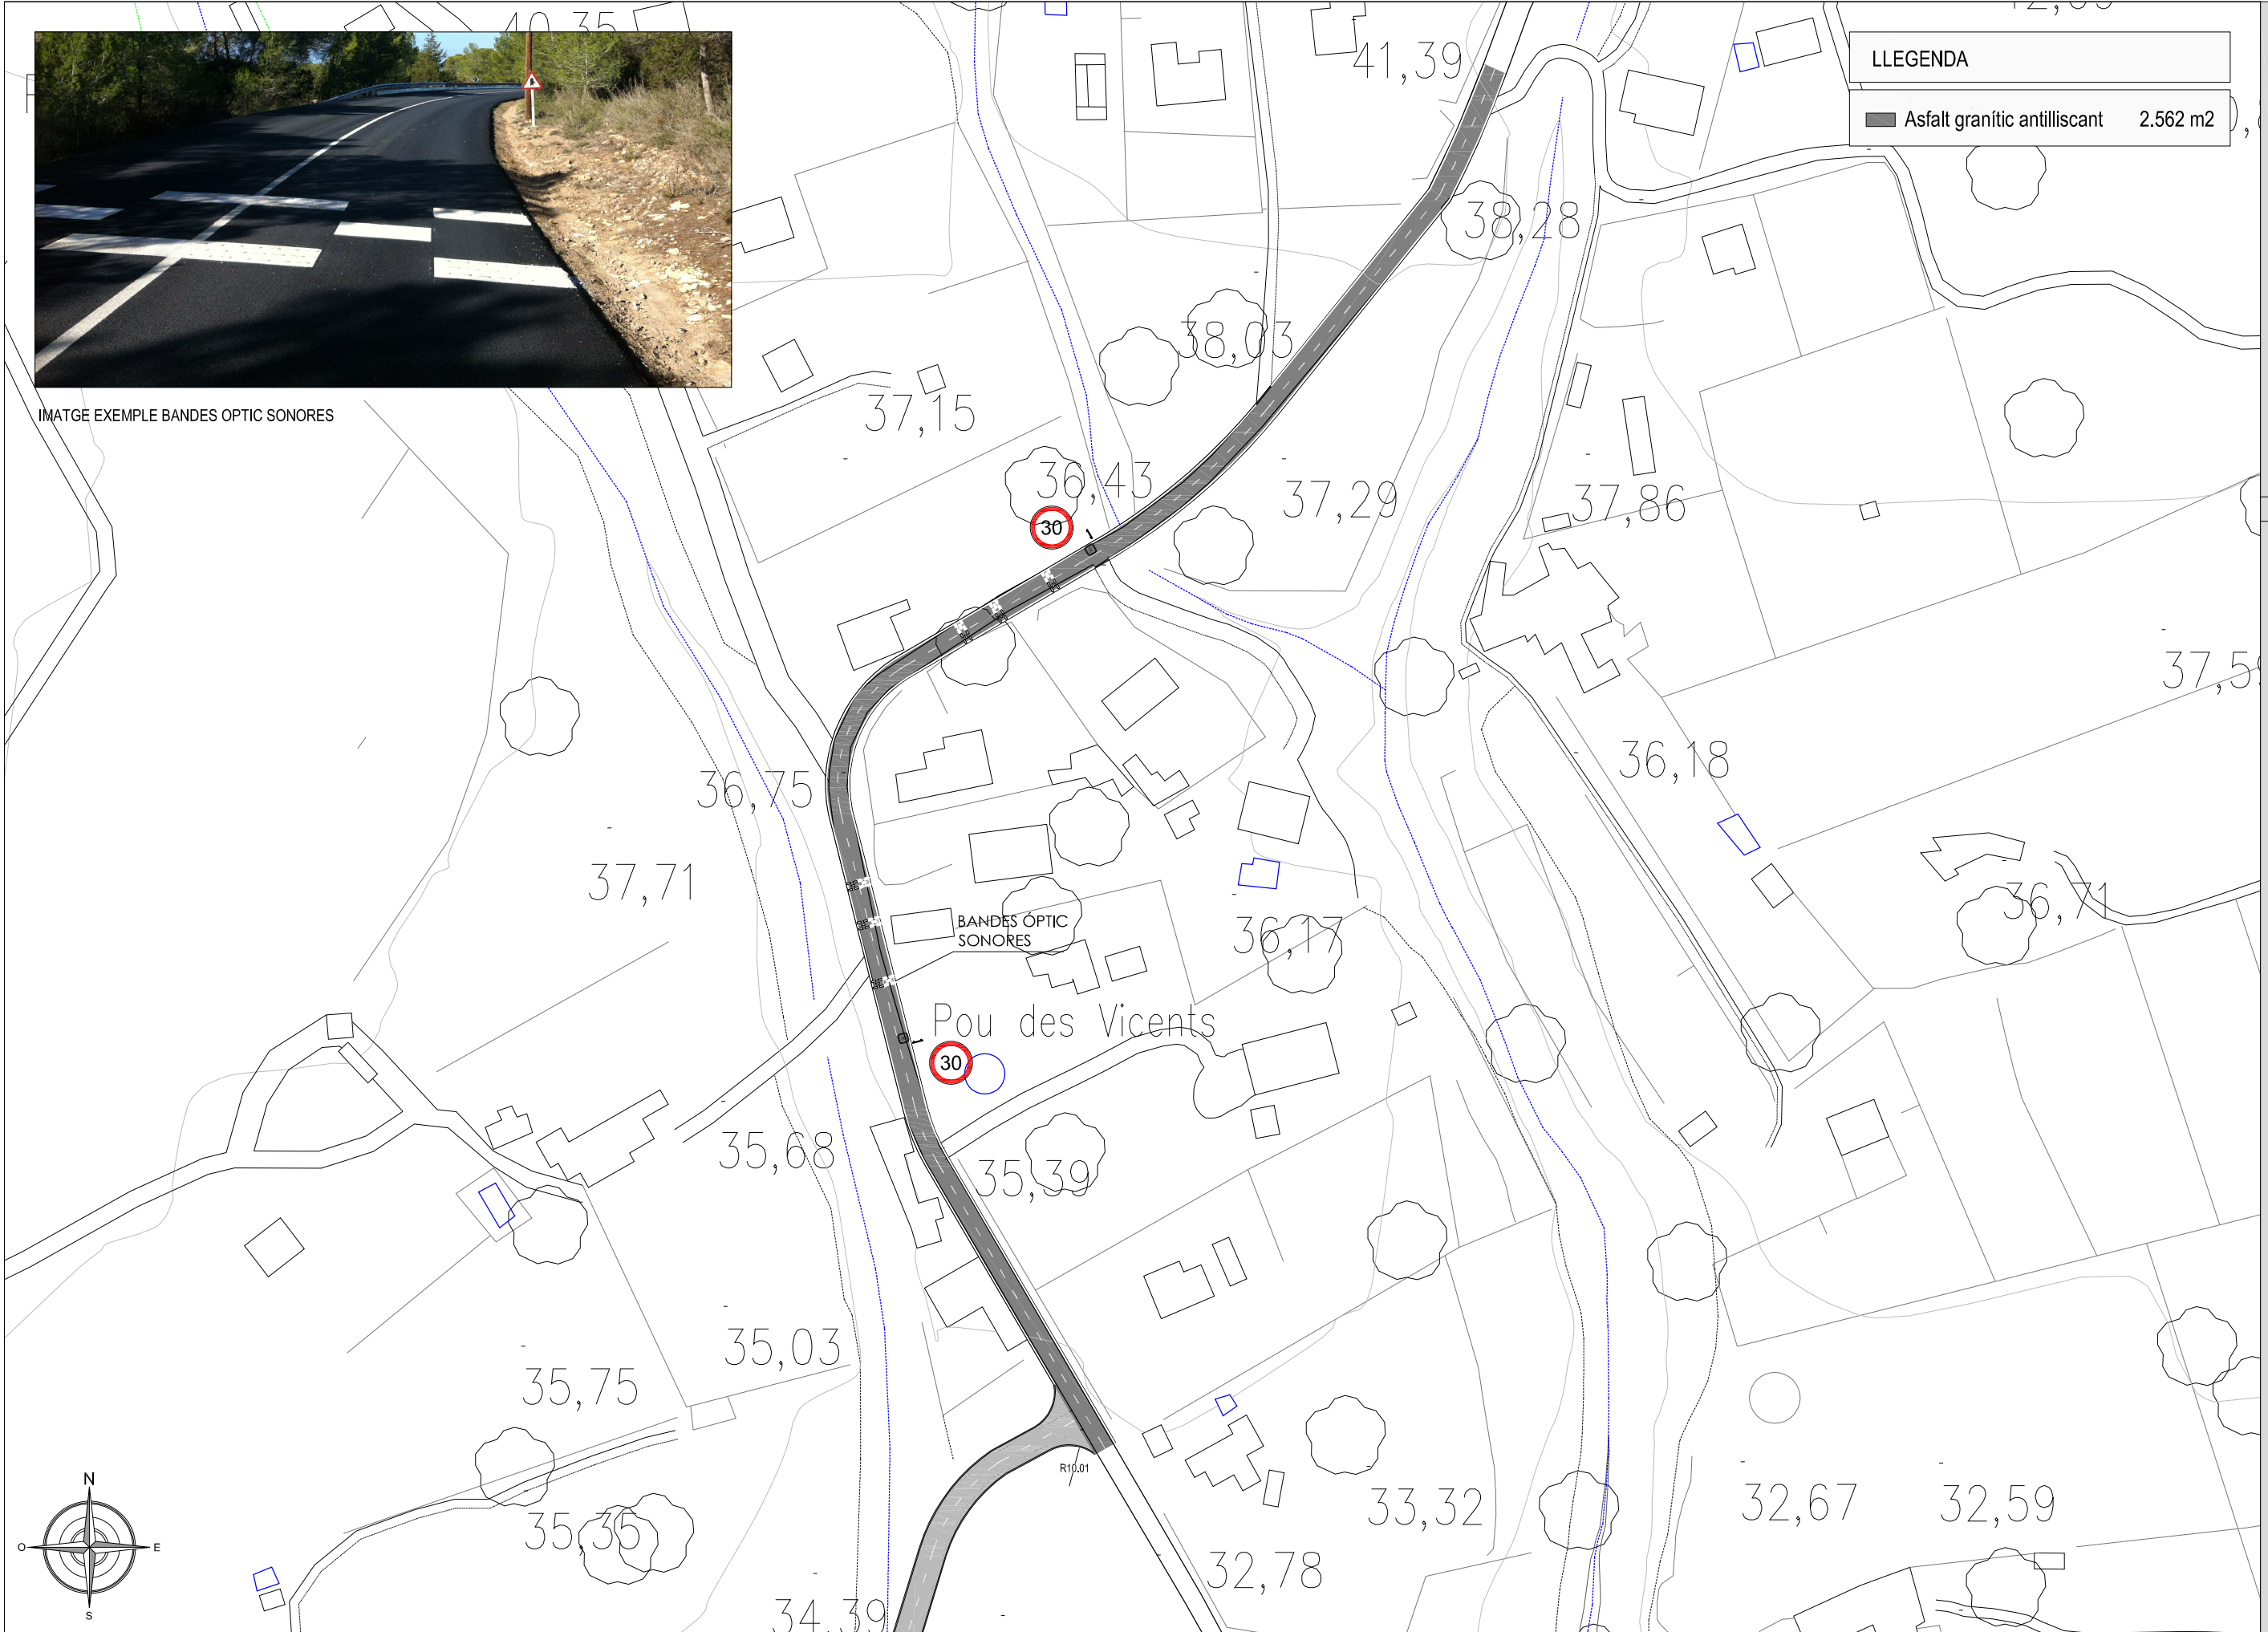 40,35
41,39
LLEGENDA
Asfalt granític antilliscant 2.562 m2
38,28
38,03
37,15
IMATGE EXEMPLE BANDES OPTIC SONORES
36,43
37,29
37,86
30
37,5
36,18
36,75
37,71
36,71
BANDES ÓPTIC
SONORES
36,17
Pou des Vicents
30
35,68
35,39
35,03
35,75
R10.01
33,32
32,67
32,59
35,35
32,78
34,39
N
O
E
S